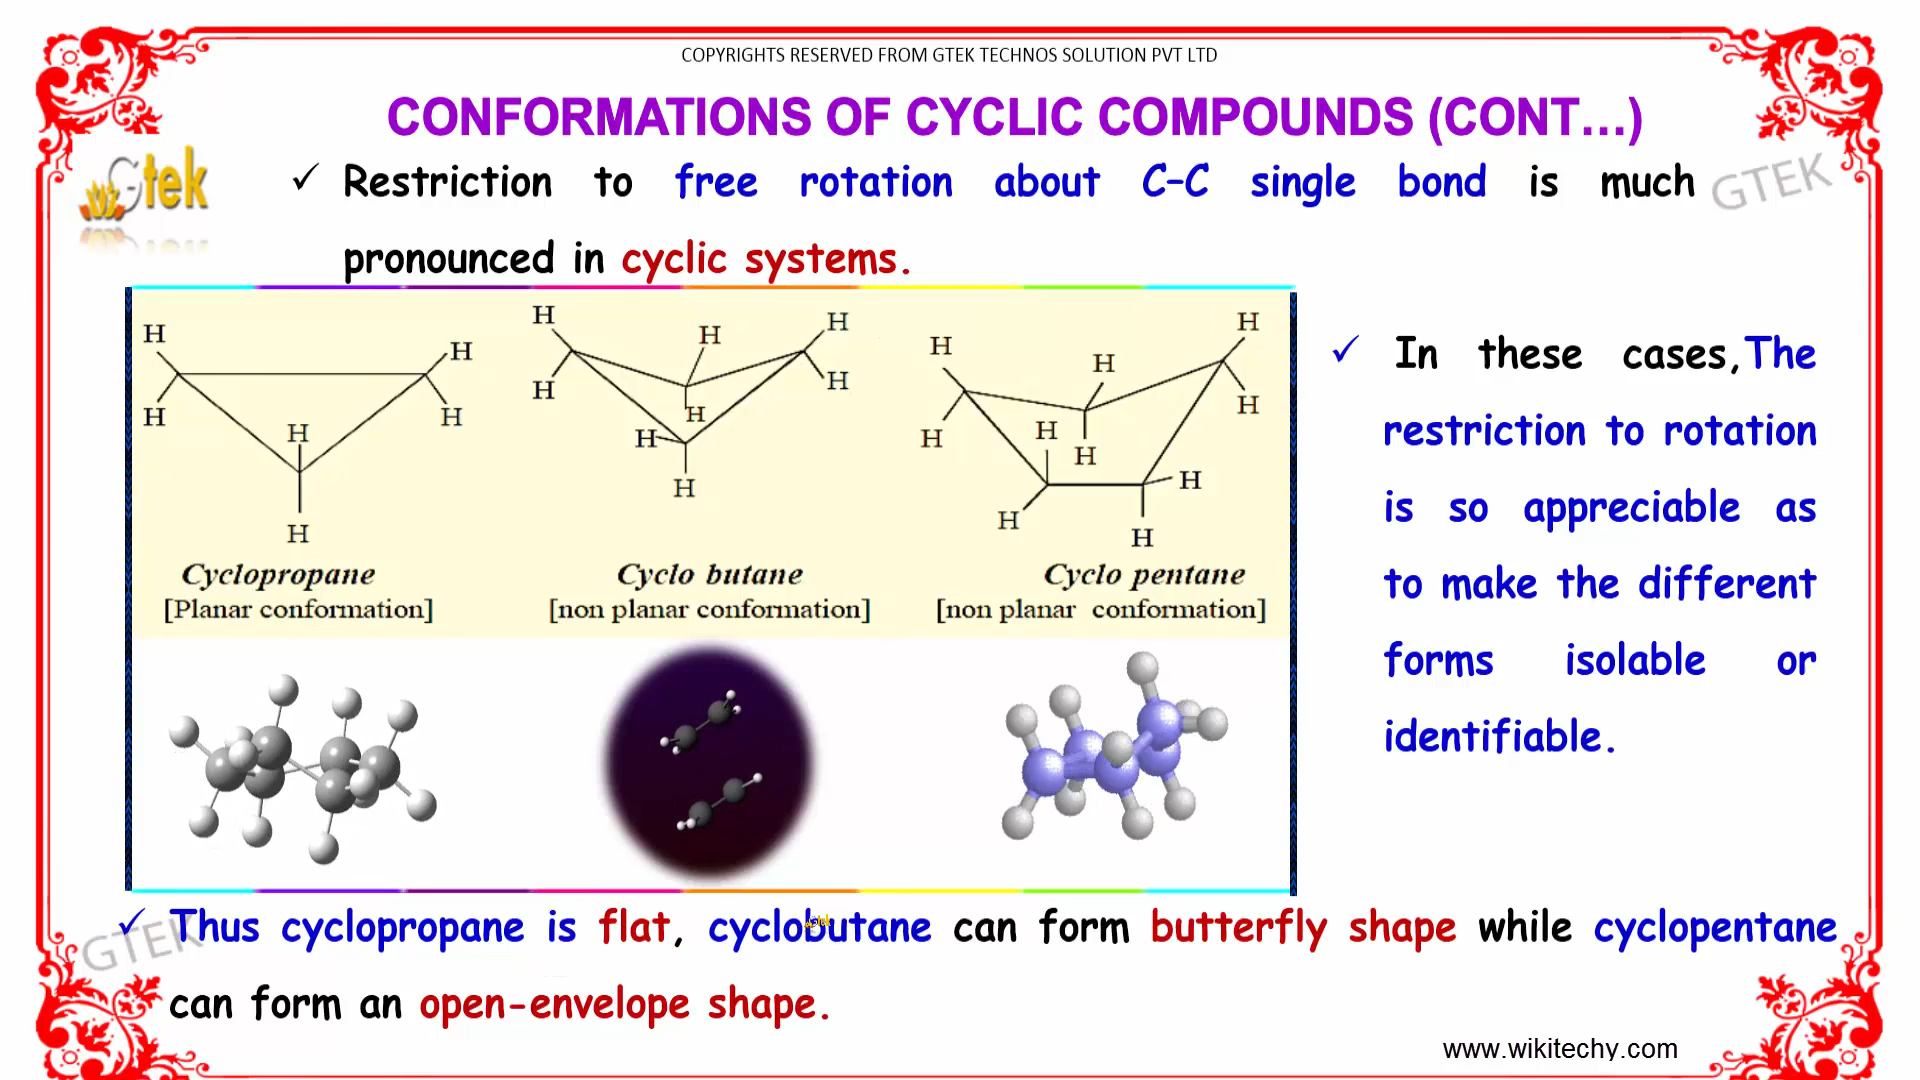 COPYRIGHTS RESERVED FROM GTEK TECHNOS SOLUTION PVT LTD
CONFORMATIONS OF CYCLIC COMPOUNDS (CONT...)
Gtek
✓ Restriction to free rotation about C–C single bond is much
GTEK
pronounced in cyclic systems.
H H H H H H H H H H H H
H H H H H H H H H H H H
Cyclopropane
[Planar conformation]
Cyclo butane
[non planar conformation]
Cyclo pentane
[non planar conformation]
✓ In these cases,The
restriction to rotation
is so appreciable as
to make the different
forms isolable or
identifiable.
✓ Thus cyclopropane is flat, cyclobutane can form butterfly shape while cyclopentane
GTEK
can form an open-envelope shape.
www.wikitechy.com